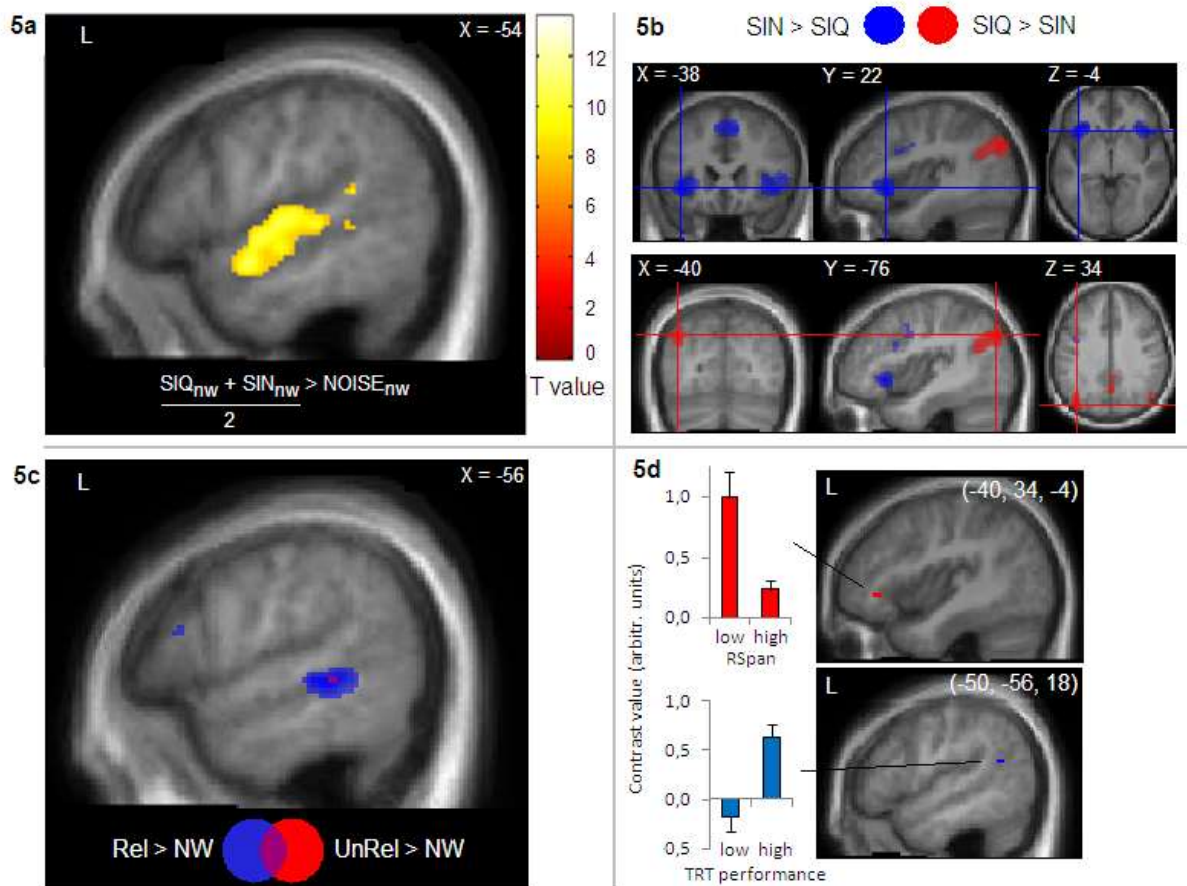 5a
L
X = -54
12
10
8
6
4
2
0
T value
SIQnw + SINnw > NOISEnw
2
5b
SIN > SIQ SIQ > SIN
X = -38 Y = 22 Z = -4
X = -40 Y = -76 Z = 34
5c
L
X = -56
Rel > NW UnRel > NW
5d
Contrast value (arbitr. units)
1,0
0,5
0,0
low high
RSpan
L
(-40, 34, -4)
1,0
0,5
0,0
0,5
low high
TRT performance
L
(-50, -56, 18)